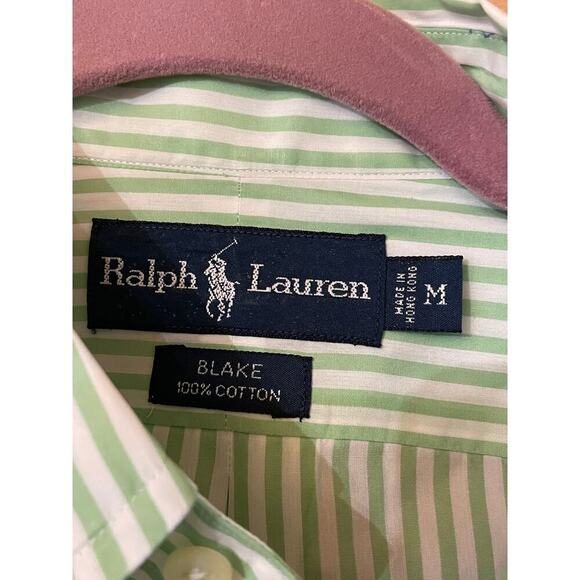 Ralph Lauren
MADE IN
HONG KONG
M
BLAKE
100% COTTON